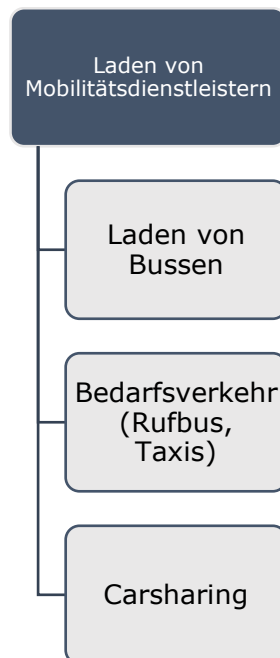 Laden von
Mobilitätsdienstleistern
Laden von
Bussen
Bedarfsverkehr
(Rufbus,
Taxis)
Carsharing